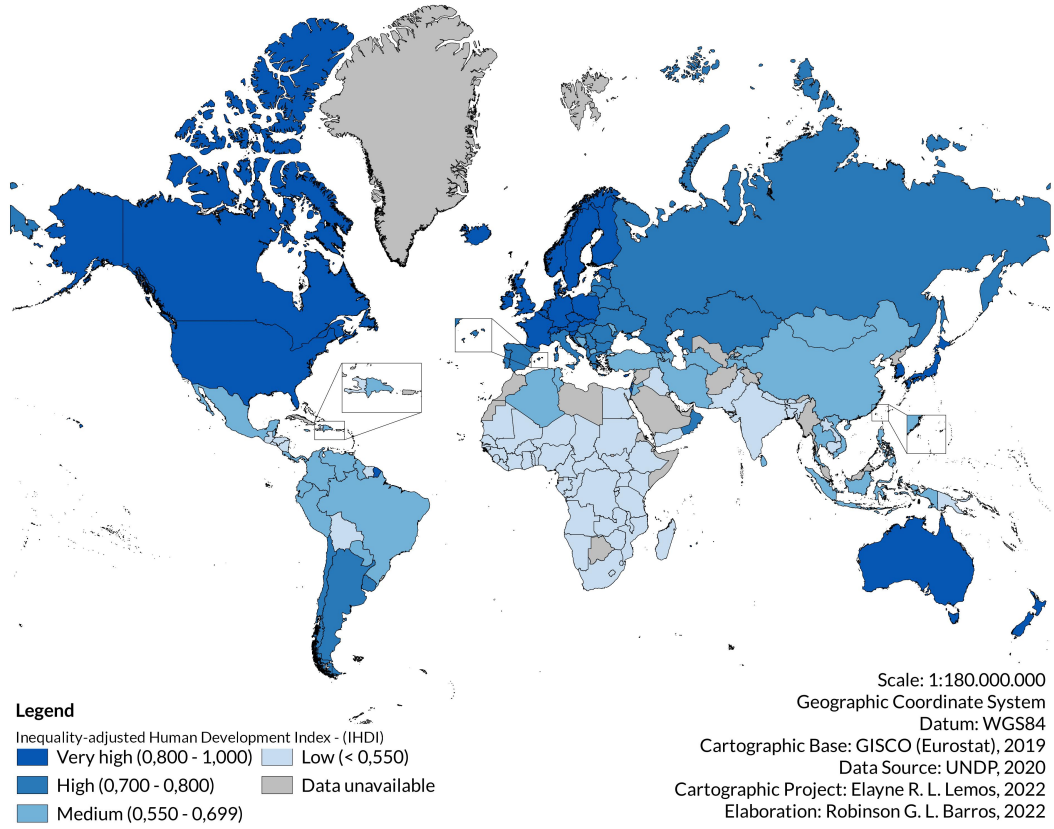 Legend
Inequality-adjusted Human Development Index - (IHDI)
Very high (0,800 - 1,000)
High (0,700 - 0,800)
Medium (0,550 - 0,699)
Low (< 0,550)
Data unavailable
Scale: 1:180.000.000
Geographic Coordinate System
Datum: WGS84
Cartographic Base: GISCO (Eurostat), 2019
Data Source: UNDP, 2020
Cartographic Project: Elayne R. L. Lemos, 2022
Elaboration: Robinson G. L. Barros, 2022